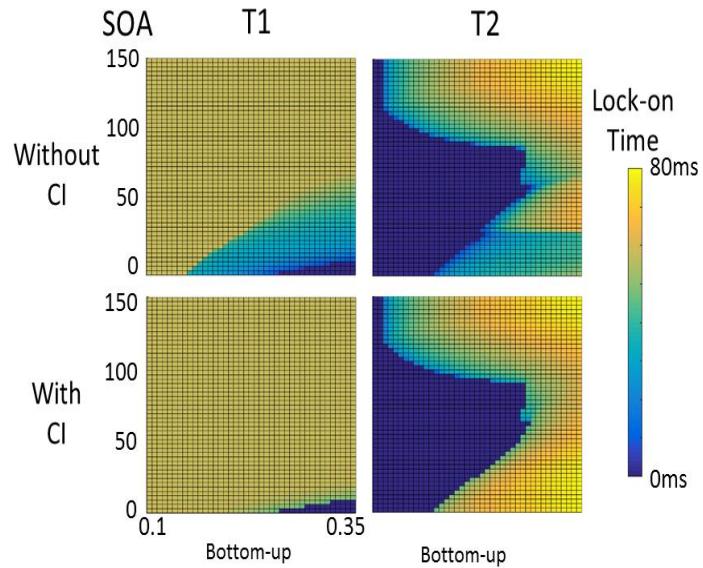 SOA T1 T2
150
100
50
0
Without
CI
Lock-on
Time
80ms
0ms
150
100
50
0
With
CI
0.1 0.35
Bottom-up Bottom-up